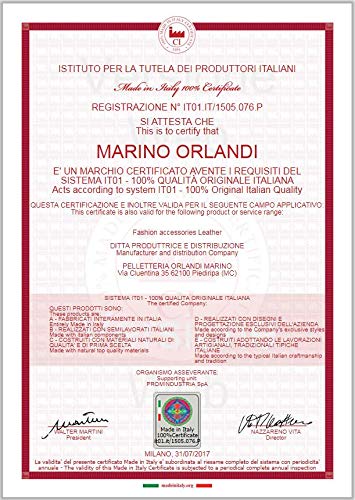 ISTITUTO PER LA TUTELA DEI PRODUTTORI ITALIANI
Made in Italy 100% Certificate
REGISTRAZIONE N° IT01.IT/1505.076.P
SI ATTESTA CHE
This is to certify that
MARINO ORLANDI
E' UN MARCHIO CERTIFICATO AVENTE I REQUISITI DEL
SISTEMA IT01 - 100% QUALITÀ ORIGINALE ITALIANA
Acts according to system IT01 - 100% Original Italian Quality
QUESTA CERTIFICAZIONE E INOLTRE VALIDA PER IL SEGUENTE CAMPO APPLICATIVO:
This certificate is also valid for the following product or service range:
Fashion accessories Leather
DITTA PRODUTTRICE E DISTRIBUZIONE
Manufacturer and distribution Company
PELLETTERIA ORLANDI MARINO
Via Cluentina 35 62100 Piediripa (MC)
SISTEMA IT01 - 100% QUALITA ORIGINALE ITALIANA
The certified Company:
QUESTI PRODOTTI SONO:
These products are:
A - FABBRICATI INTERAMENTE IN ITALIA
Entirely Made in Italy
B - REALIZZATI CON SEMILAVORATI ITALIANI
Made with Italian components
C - COSTRUITI CON MATERIALI NATURALI DI
QUALITA E DI PRIMA SCELTA
Made with natural top quality materials
D - REALIZZATI CON DISEGNI E
PROGETTAZIONE ESCLUSIVI DELL'AZIENDA
Made according to the Company's exclusive styles
and designs
E - COSTRUITI ADOTTANDO LE LAVORAZIONI
ARTIGIANALI, TRADIZIONALI TIPICHE
ITALIANE
Made according to the typical Italian craftmanship
and tradition
ORGANISMO ASSEVERANTE:
Supporting unit:
PROMINDUSTRIA SpA
WALTER MARTINI
President
Made in Italy
100%Certificate
it01.it/1505.076.P
NAZZARENO VITA
Director
MILANO, 31/07/2017
La validita' del presente certificato Made in Italy e' subordinata al riesame completo del sistema con periodicita'
annuale - The validity of this Made in Italy Certificate is subjected to a periodical complete annual inspection
madeinitaly.org